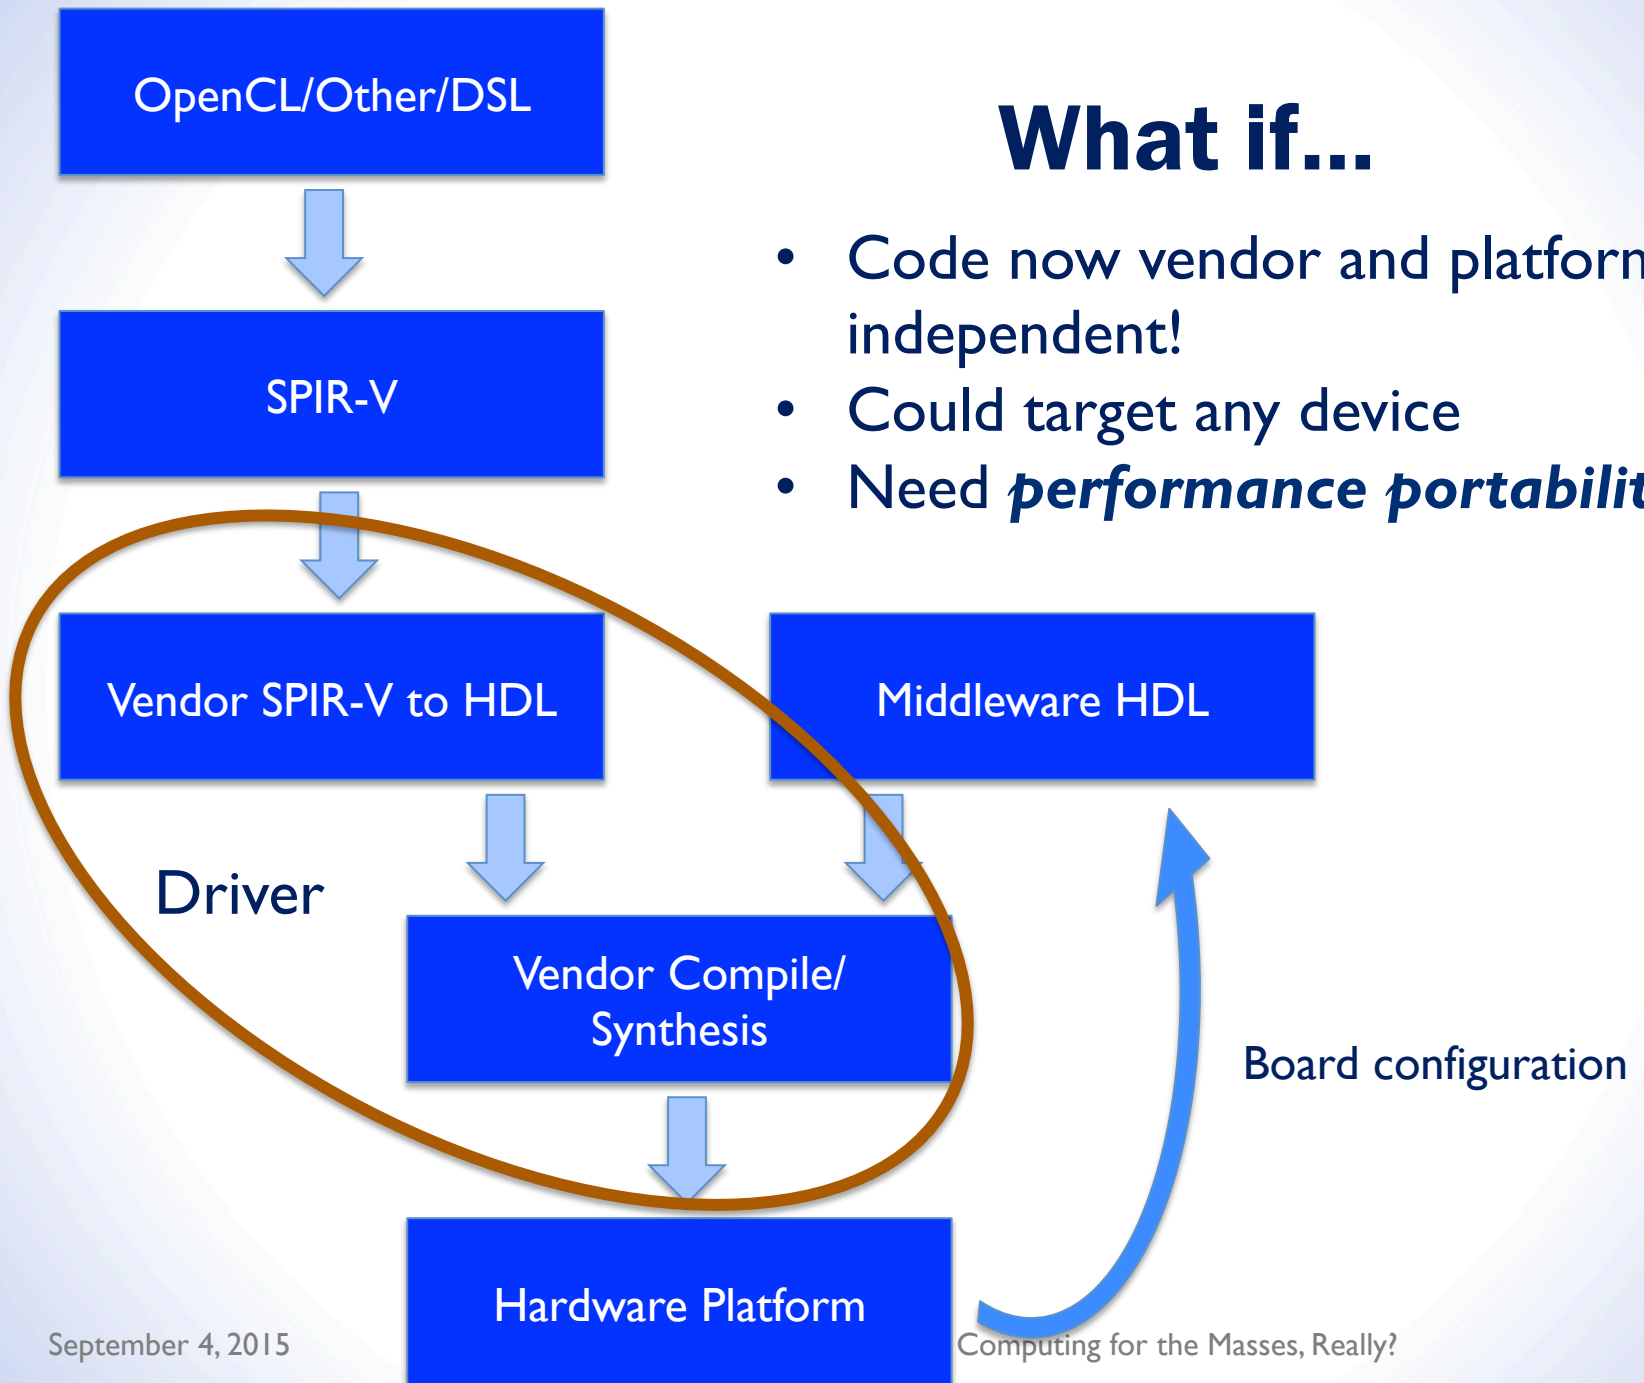 OpenCL/Other/DSL
What if...
• Code now vendor and platform
independent!
• Could target any device
• Need performance
SPIR-V
Vendor SPIR-V to HDL
Middleware HDL
Driver
Vendor Compile/
Synthesis
Board configuration
Hardware Platform
September 4, 2015
Computing for the Masses, Really?